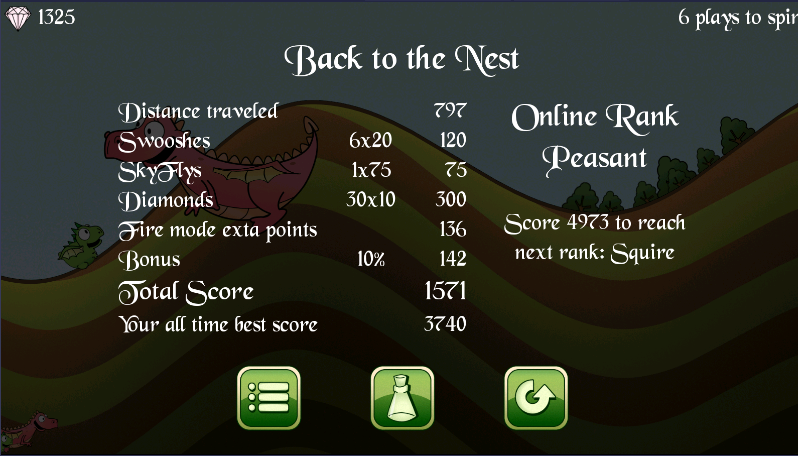 1325
6 plays to spin
Back to the Nest
Distance traveled 797
Swooshes 6x20 120
SkyFlys 1x75 75
Diamonds 30x10 300
Fire mode exta points 136
Bonus 10% 142
Total Score 1571
Your all time best score 3740
Online Rank
Peasant
Score 4973 to reach
next rank: Squire